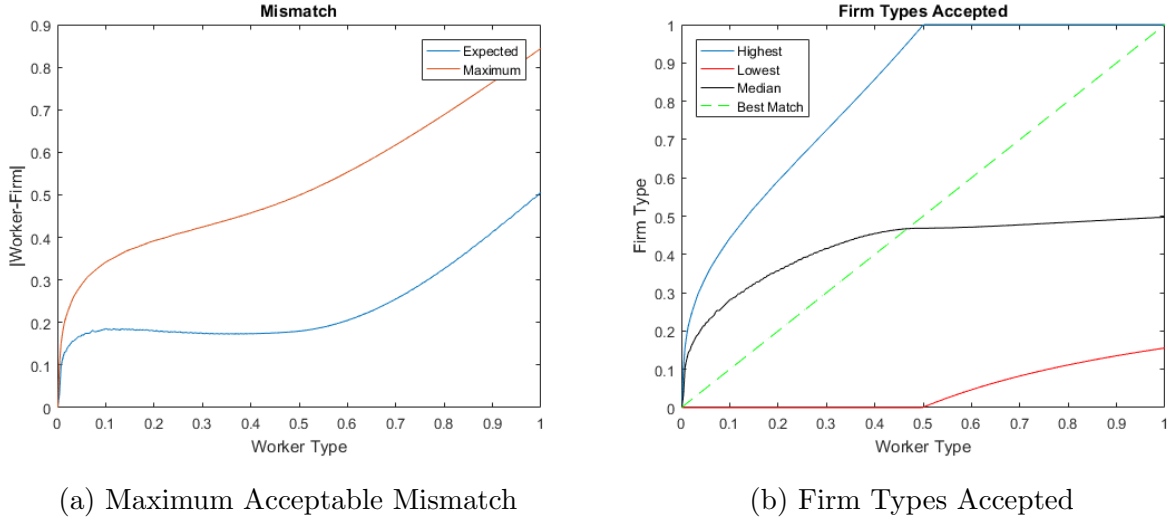 Mismatch
0.9
0.8
0.7
0.6
0.5
0.4
0.3
0.2
0.1
0
|Worker-Firm|
Expected
Maximum
0 0.1 0.2 0.3 0.4 0.5 0.6 0.7 0.8 0.9 1
Worker Type
(a) Maximum Acceptable Mismatch
Firm Types Accepted
1
0.9
0.8
0.7
0.6
0.5
0.4
0.3
0.2
0.1
0
Firm Type
Highest
Lowest
Median
Best Match
0 0.1 0.2 0.3 0.4 0.5 0.6 0.7 0.8 0.9 1
Worker Type
(b) Firm Types Accepted